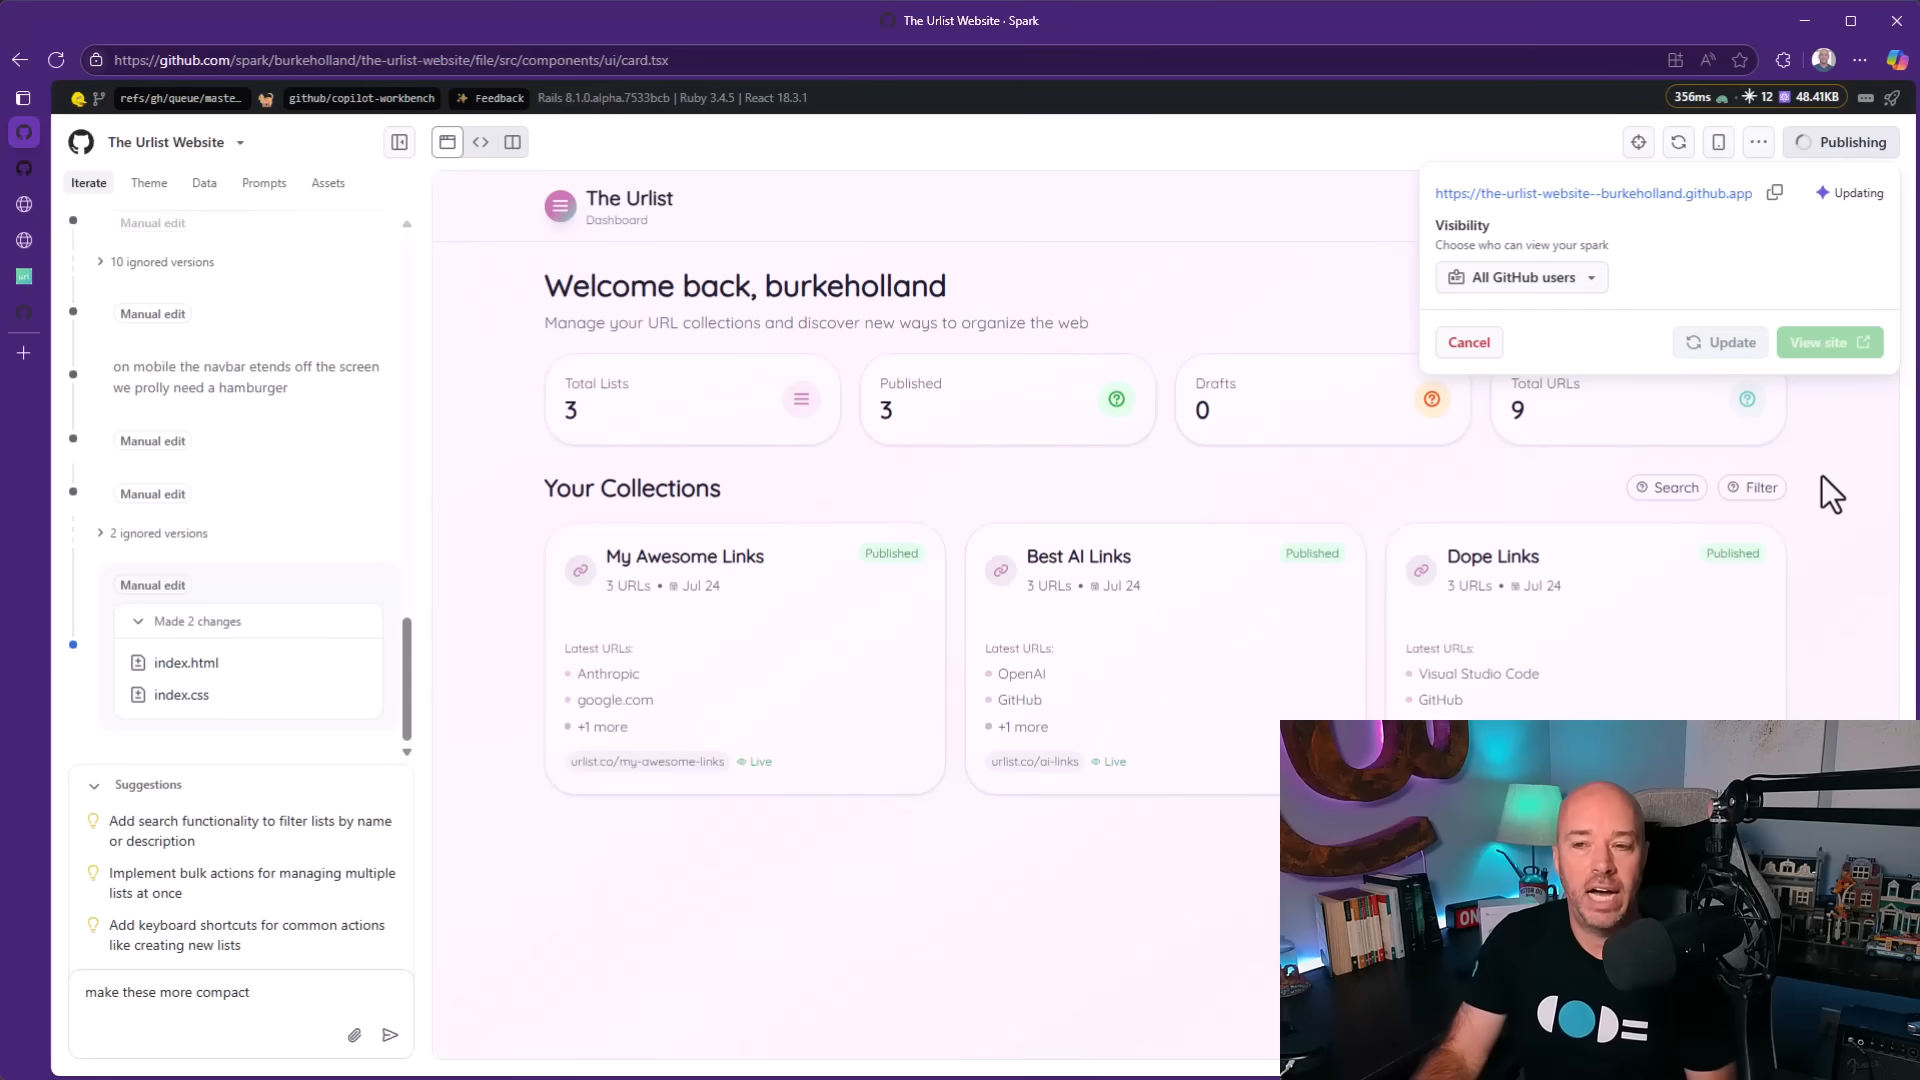 The Urlist Website · Spark
https://github.com/spark/burkeholland/the-urlist-website/file/src/components/ui/card.tsx
refs/gh/queue/maste…
github/copilot-workbench
Feedback
Rails 8.1.0.alpha.7533bcb | Ruby 3.4.5 | React 18.3.1
356ms
12
48.41KB
The Urlist Website
Publishing
Iterate
Theme
Data
Prompts
Assets
Manual edit
10 ignored versions
Manual edit
on mobile the navbar etends off the screen
we prolly need a hamburger
Manual edit
Manual edit
2 ignored versions
Manual edit
Made 2 changes
index.html
index.css
Suggestions
Add search functionality to filter lists by name
or description
Implement bulk actions for managing multiple
lists at once
Add keyboard shortcuts for common actions
like creating new lists
make these more compact
The Urlist
Dashboard
Welcome back, burkeholland
Manage your URL collections and discover new ways to organize the web
Total Lists
3
Published
3
Drafts
0
Total URLs
9
https://the-urlist-website--burkeholland.github.app
Updating
Visibility
Choose who can view your spark
All GitHub users
Cancel
Update
View site
Your Collections
Search
Filter
My Awesome Links
Published
3 URLs • Jul 24
Latest URLs:
Anthropic
google.com
+1 more
urlist.co/my-awesome-links
Live
Best AI Links
Published
3 URLs • Jul 24
Latest URLs:
OpenAI
GitHub
+1 more
urlist.co/ai-links
Live
Dope Links
Published
3 URLs • Jul 24
Latest URLs:
Visual Studio Code
GitHub
ON